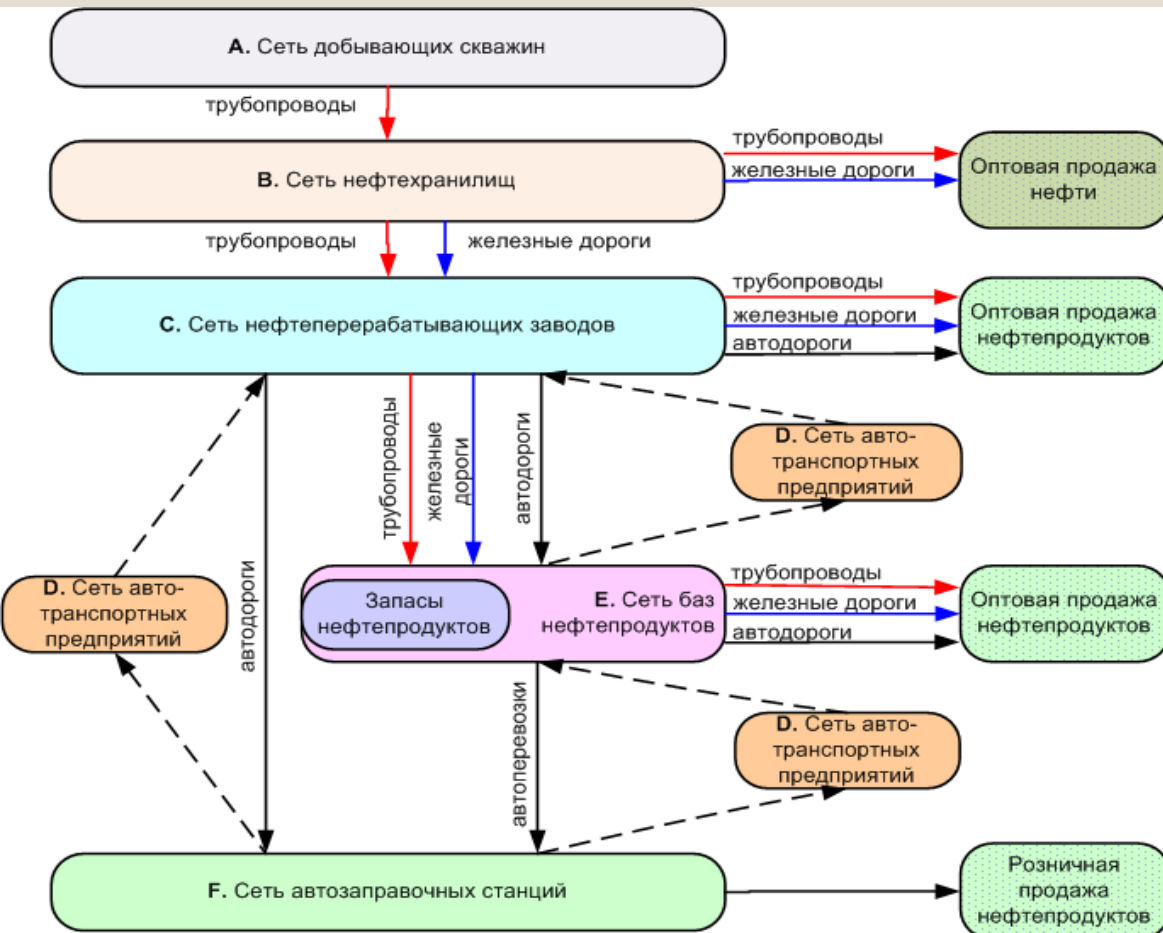 A. Сеть добывающих скважин
трубопроводы
B. Сеть нефтехранилищ
трубопроводы
железные дороги
Оптовая продажа
нефти
трубопроводы
железные дороги
C. Сеть нефтеперерабатывающих заводов
трубопроводы
железные дороги
автодороги
Оптовая продажа
нефтепродуктов
трубопроводы
железные
дороги
автодороги
D. Сеть авто-
транспортных
предприятий
D. Сеть авто-
транспортных
предприятий
автодороги
Запасы
нефтепродуктов
E. Сеть баз
нефтепродуктов
трубопроводы
железные дороги
автодороги
Оптовая продажа
нефтепродуктов
автоперевозки
D. Сеть авто-
транспортных
предприятий
F. Сеть автозаправочных станций
Розничная
продажа
нефтепродуктов